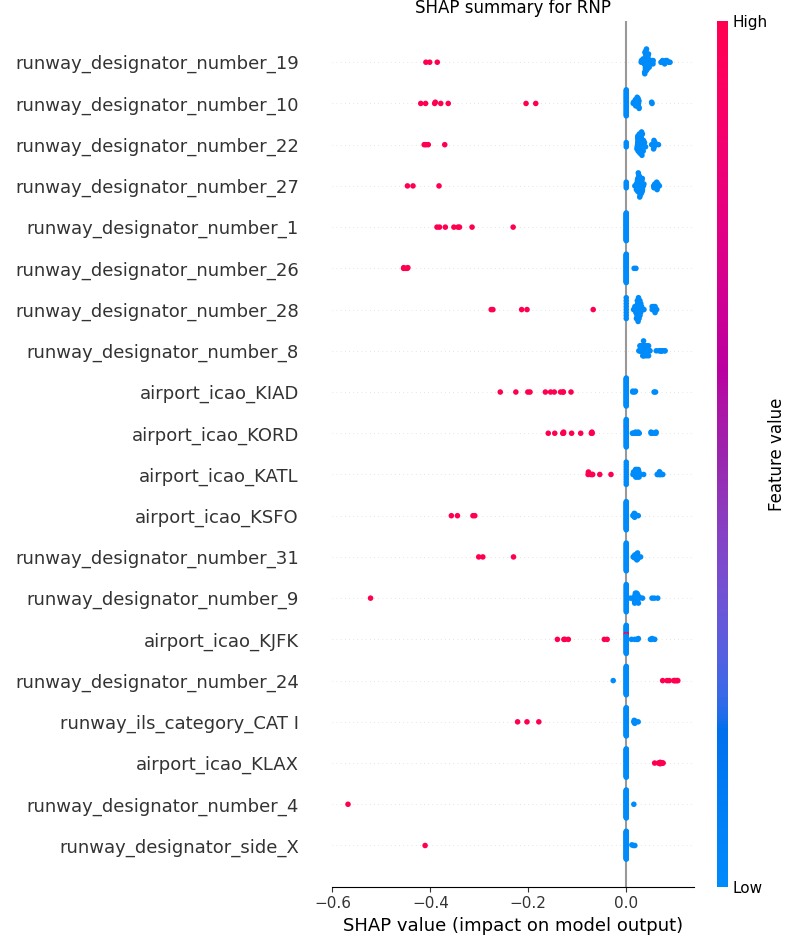 SHAP summary for RNP
High
runway_designator_number_19
runway_designator_number_10
runway_designator_number_22
runway_designator_number_27
runway_designator_number_1
runway_designator_number_26
runway_designator_number_28
runway_designator_number_8
airport_icao_KIAD
airport_icao_KORD
airport_icao_KATL
airport_icao_KSFO
runway_designator_number_31
runway_designator_number_9
airport_icao_KJFK
runway_designator_number_24
runway_ils_category_CAT I
airport_icao_KLAX
runway_designator_number_4
runway_designator_side_X
Feature value
Low
−0.6 −0.4 −0.2 0.0
SHAP value (impact on model output)